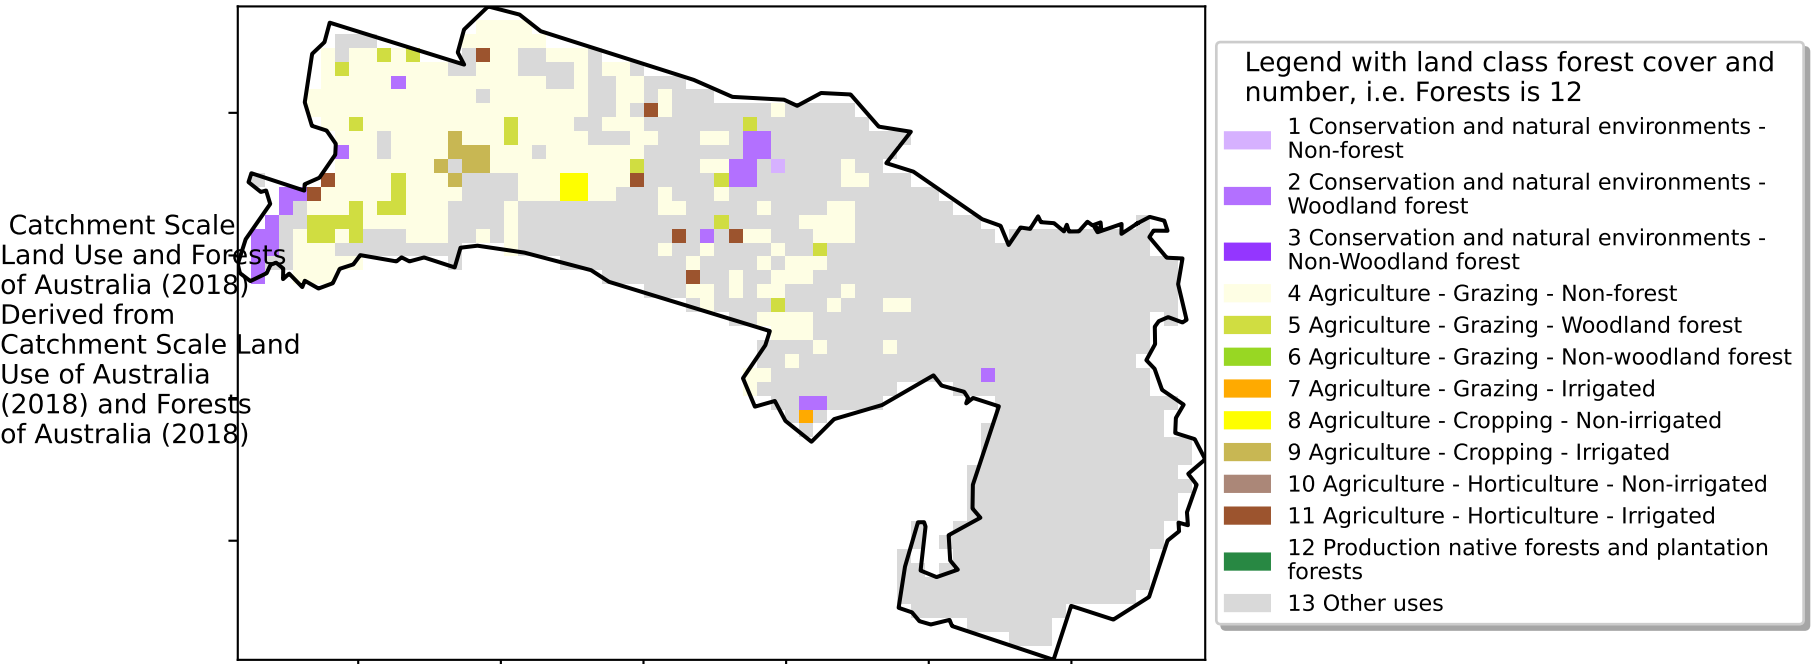 Catchment Scale
Land Use and Forests
of Australia (2018)
Derived from
Catchment Scale Land
Use of Australia
(2018) and Forests
of Australia (2018)
Legend with land class forest cover and
number, i.e. Forests is 12
1 Conservation and natural environments -
Non-forest
2 Conservation and natural environments -
Woodland forest
3 Conservation and natural environments -
Non-Woodland forest
4 Agriculture - Grazing - Non-forest
5 Agriculture - Grazing - Woodland forest
6 Agriculture - Grazing - Non-woodland forest
7 Agriculture - Grazing - Irrigated
8 Agriculture - Cropping - Non-irrigated
9 Agriculture - Cropping - Irrigated
10 Agriculture - Horticulture - Non-irrigated
11 Agriculture - Horticulture - Irrigated
12 Production native forests and plantation
forests
13 Other uses